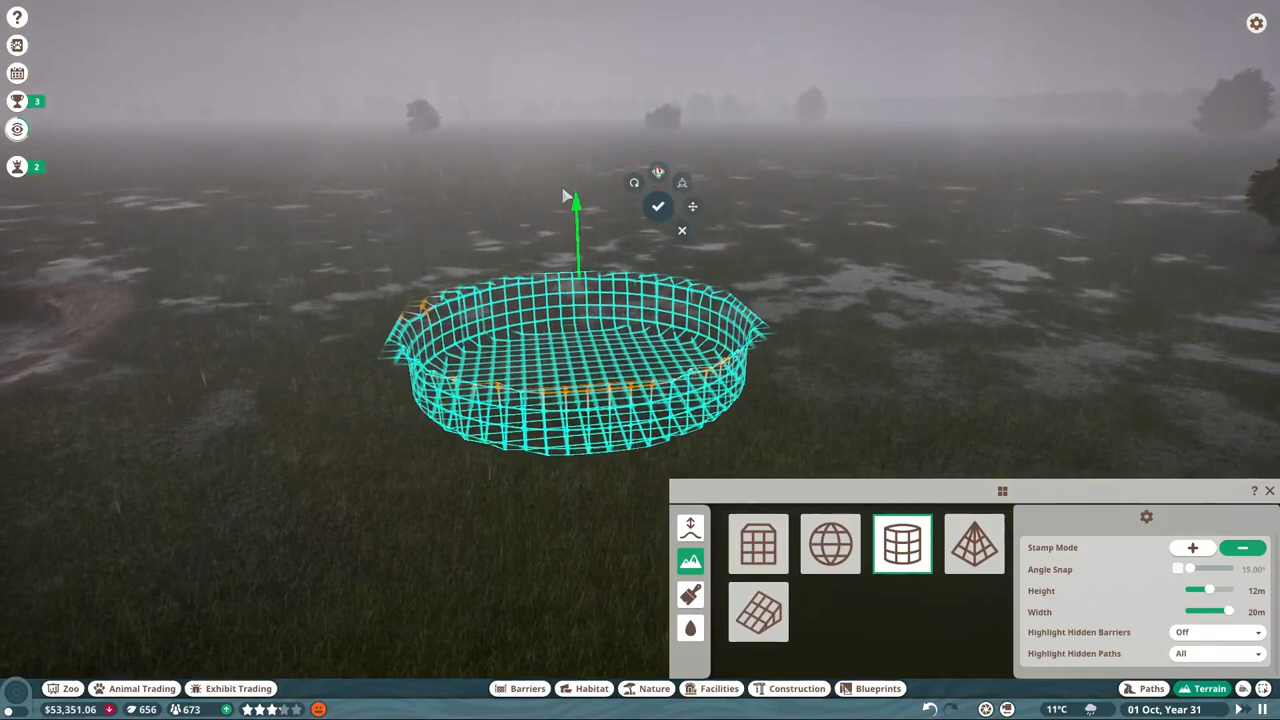 ?
3
2
? ×
Stamp Mode + −
Angle Snap 15.00°
Height 12m
Width 20m
Highlight Hidden Barriers Off
Highlight Hidden Paths All
Zoo Animal Trading Exhibit Trading Barriers Habitat Nature Facilities Construction Blueprints Paths Terrain
$53,351.06 656 673 11°C 01 Oct, Year 31